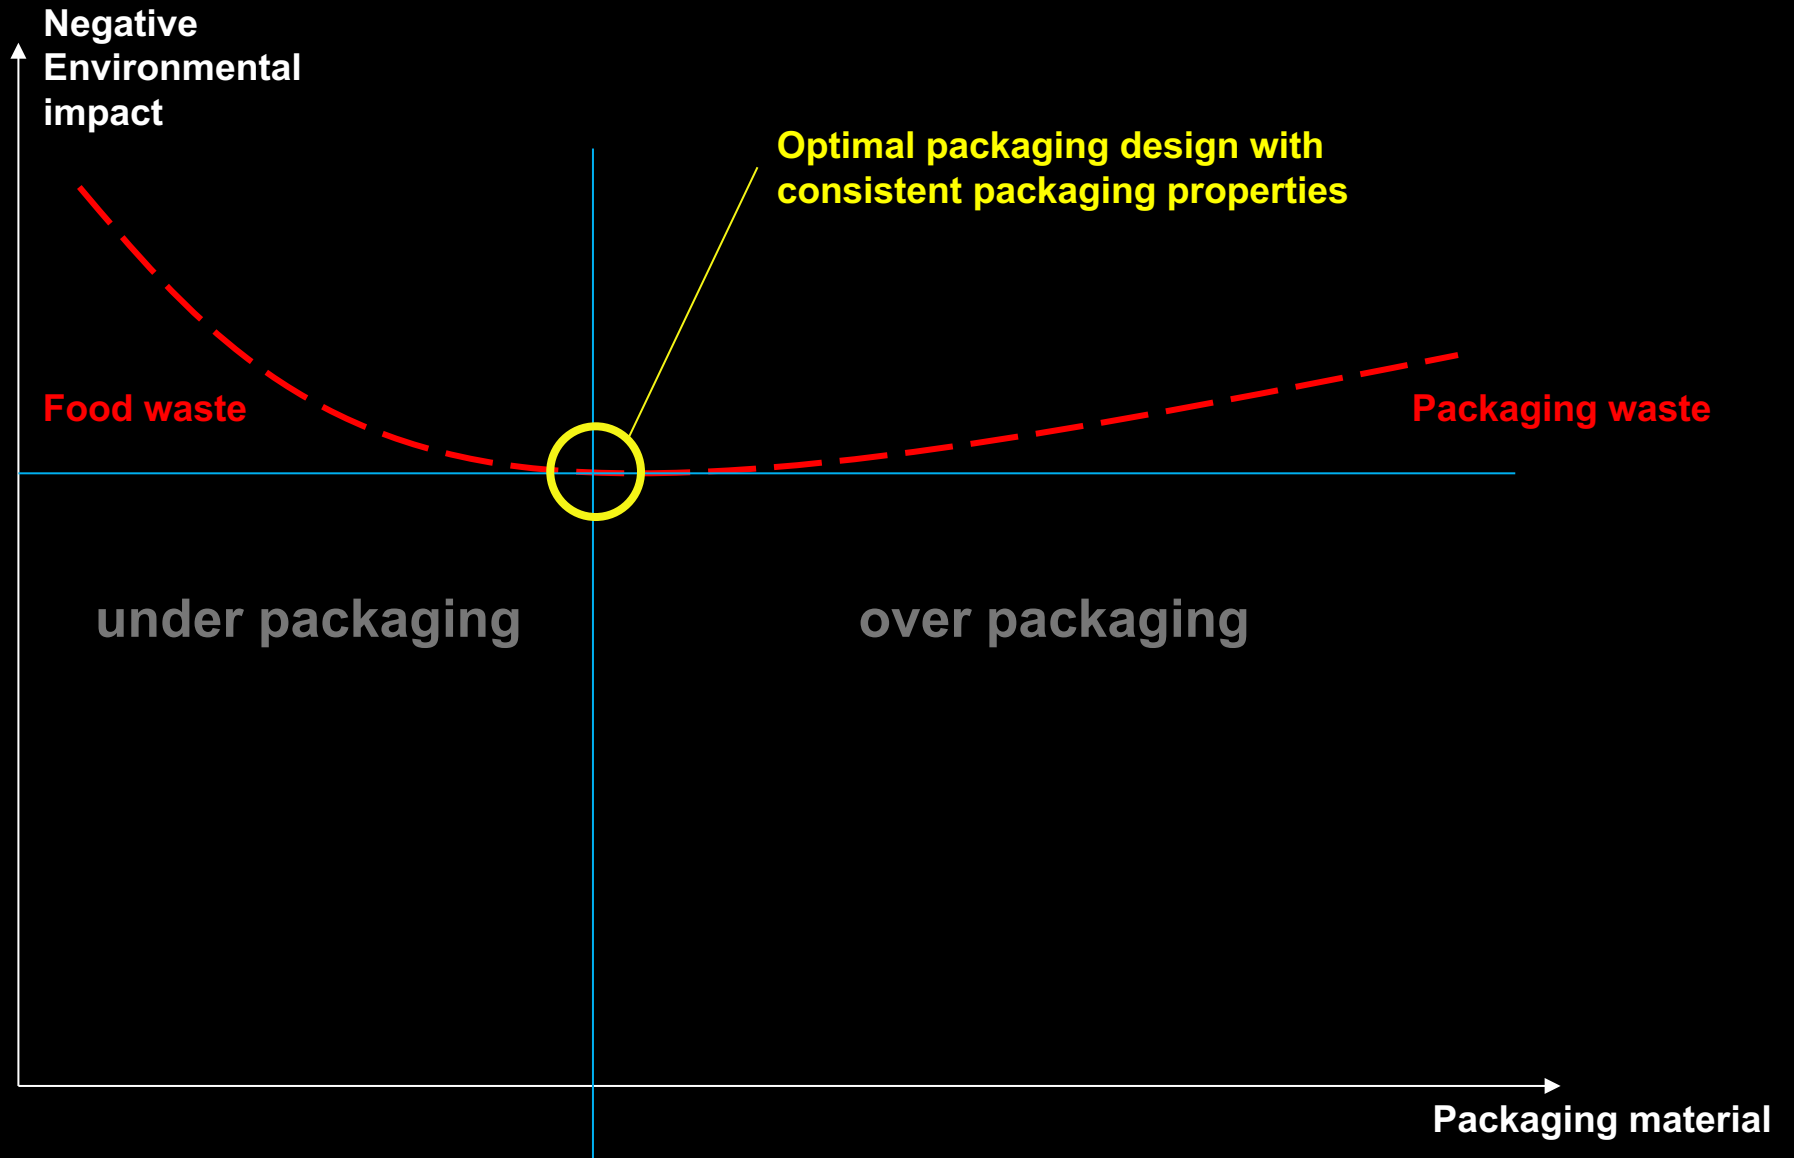 Negative
Environmental
impact
Optimal packaging design with
consistent packaging properties
Food waste
Packaging waste
under packaging
over packaging
Packaging material